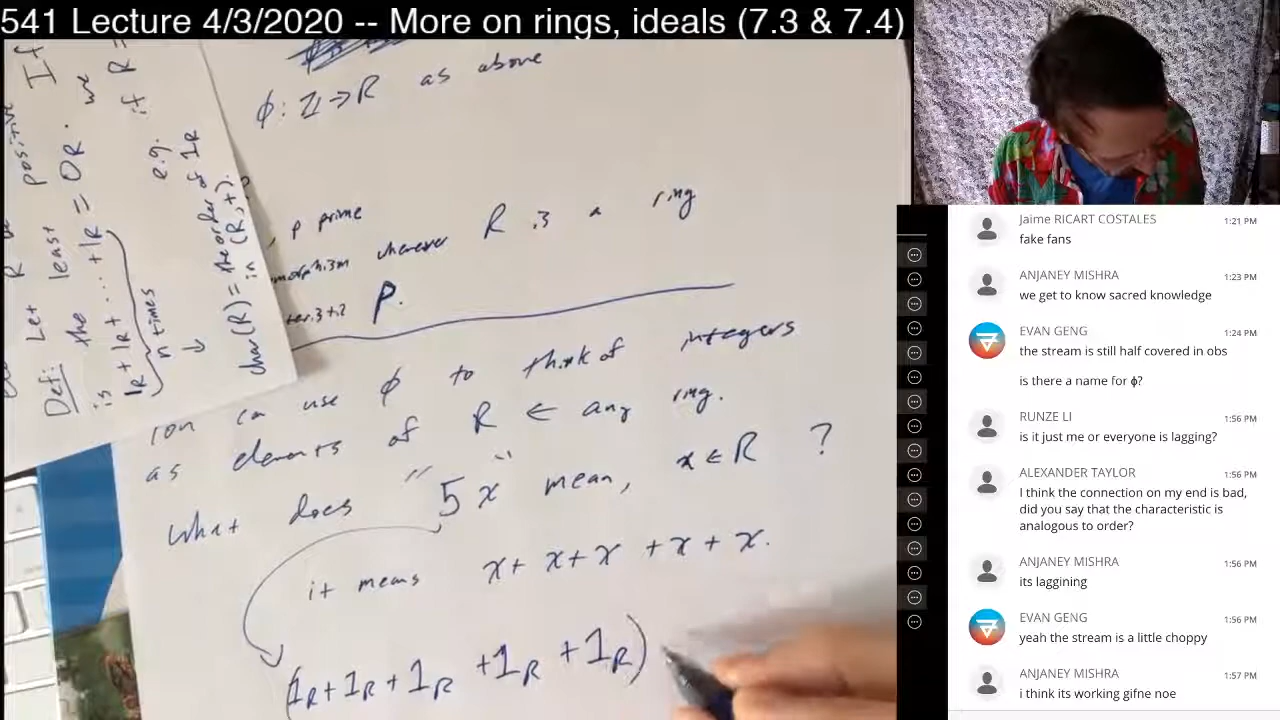 541 Lecture 4/3/2020 -- More on rings, ideals (7.3 & 7.4)
ϕ: ℤ → R as above
, p prime
morphism whenever R is a ring
p.
can use ϕ to think of integers
as elements of R ← any ring.
What does "5x" mean, x ∈ R ?
it means x + x + x + x + x.
(1R + 1R + 1R + 1R + 1R)
Def: Let R positive If
is the least we if R =
1R + 1R + ... + 1R = 0R.
n times e.g.
char(R) = the order of 1R
in (R, +).
Jaime RICART COSTALES 1:21 PM
fake fans
ANJANEY MISHRA 1:23 PM
we get to know sacred knowledge
EVAN GENG 1:24 PM
the stream is still half covered in obs
is there a name for ϕ?
RUNZE LI 1:56 PM
is it just me or everyone is lagging?
ALEXANDER TAYLOR 1:56 PM
I think the connection on my end is bad,
did you say that the characteristic is
analogous to order?
ANJANEY MISHRA 1:56 PM
its laggining
EVAN GENG 1:56 PM
yeah the stream is a little choppy
ANJANEY MISHRA 1:57 PM
i think its working gifne noe